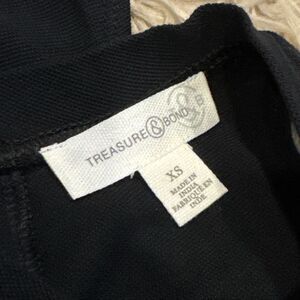 TREASURE & BOND
XS
MADE IN
INDIA
FABRIQUÉ EN
INDE